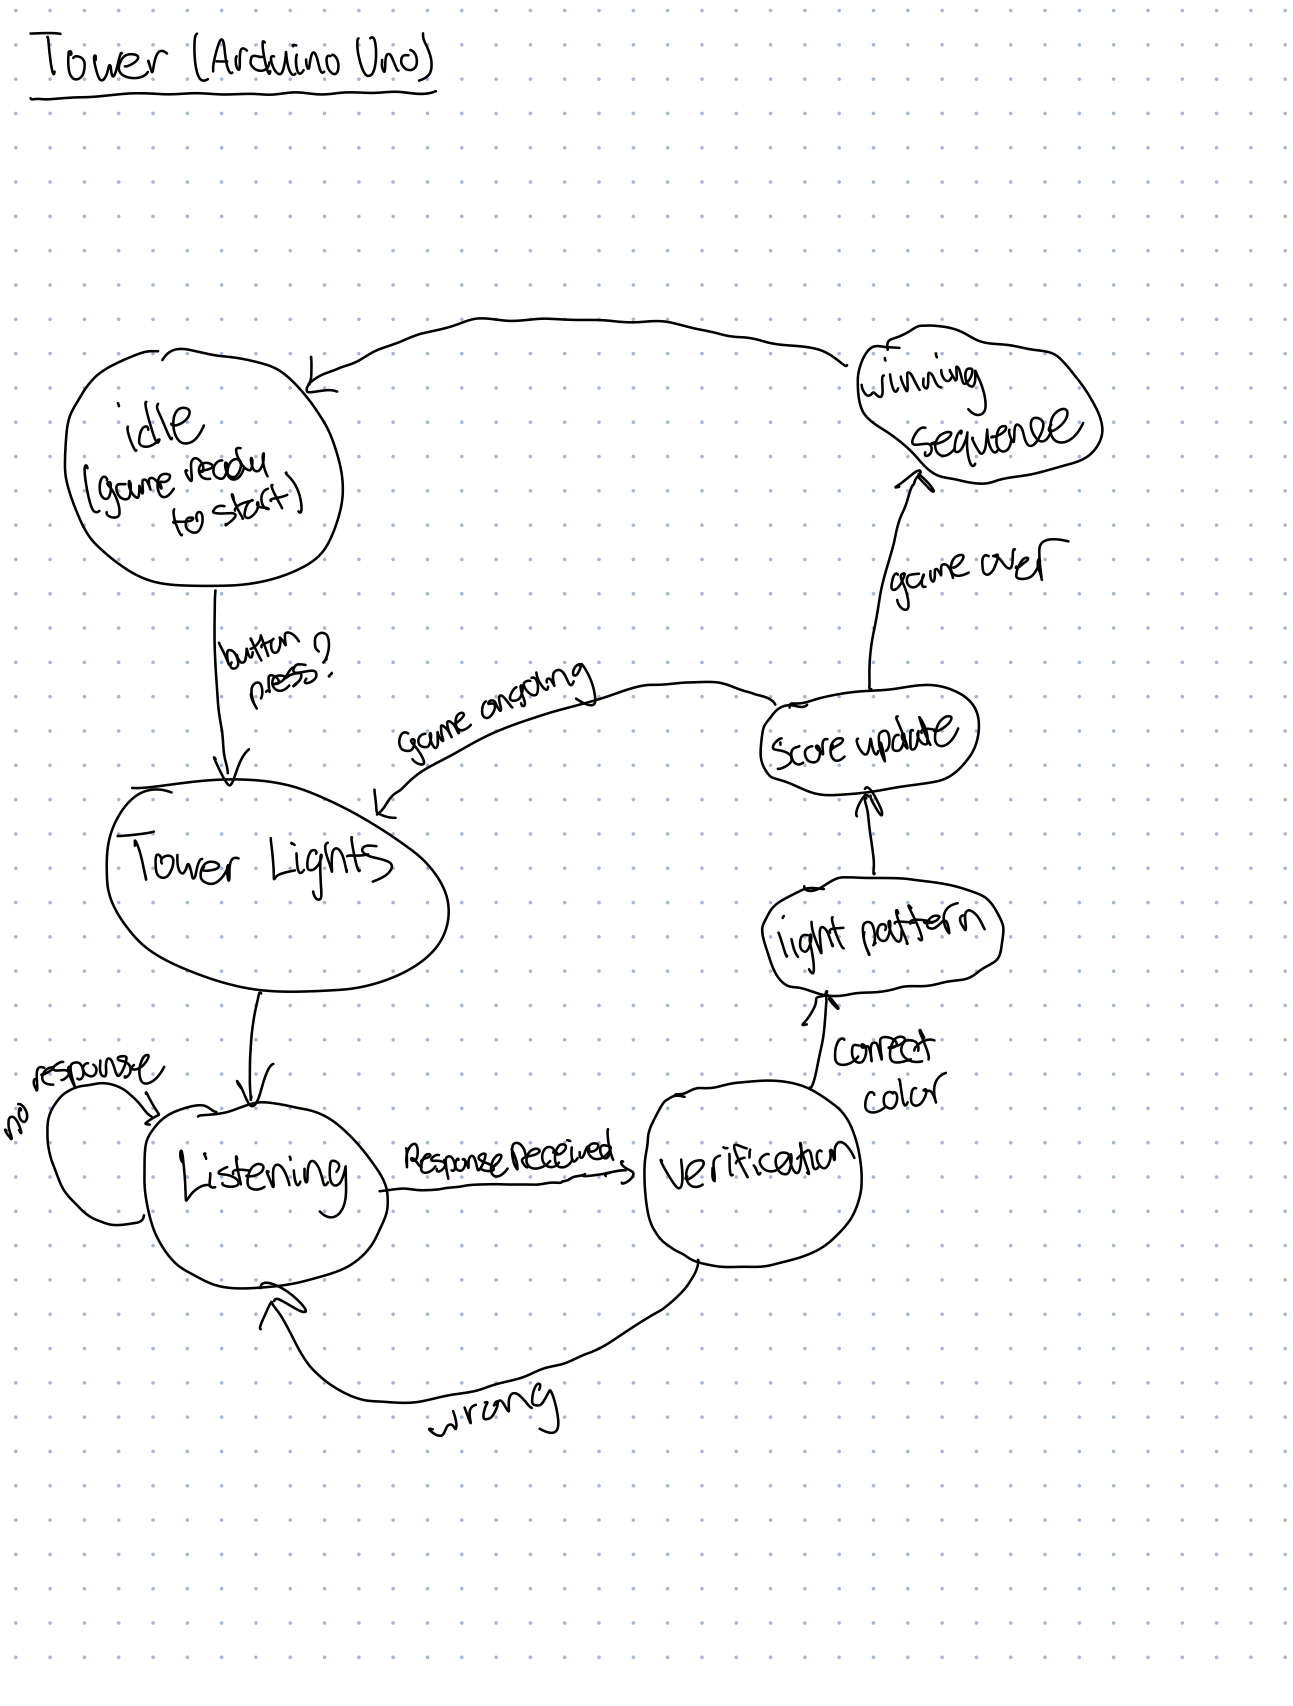 Tower (Arduino Uno)
winning
sequence
idle
(game ready
to start)
game over
button
press?
game ongoing
score update
Tower Lights
light pattern
correct
color
no response
Response Received
Listening
verification
wrong